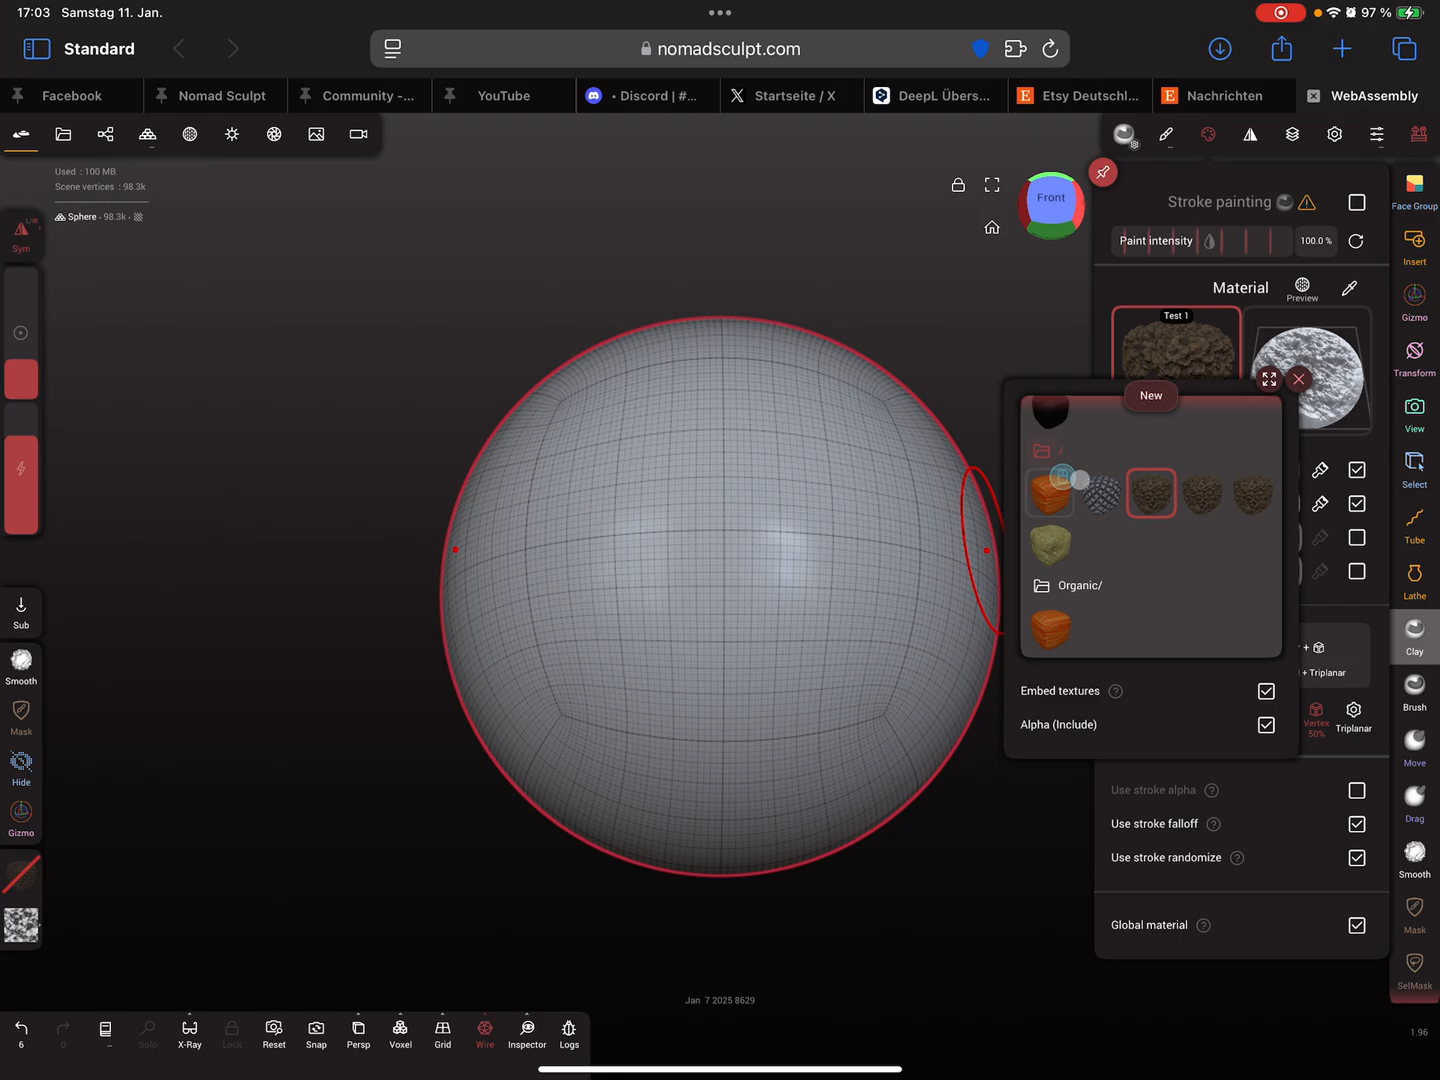 17:03 Samstag 11. Jan.
97 %
Standard
nomadsculpt.com
Facebook
Nomad Sculpt
Community -...
YouTube
• Discord | #...
Startseite / X
DeepL Übers...
Etsy Deutschl...
Nachrichten
WebAssembly
Used : 100 MB
Scene vertices : 98.3k
Sphere - 98.3k -
Front
L/W
Sym
Sub
Smooth
Mask
Hide
Gizmo
Stroke painting
Paint intensity
100.0 %
Material
Preview
Test 1
New
/
Organic/
Embed textures
Alpha (Include)
+
l + Triplanar
Vertex
50%
Triplanar
Use stroke alpha
Use stroke falloff
Use stroke randomize
Global material
Face Group
Insert
Gizmo
Transform
View
Select
Tube
Lathe
Clay
Brush
Move
Drag
Smooth
Mask
SelMask
Jan 7 2025 8629
1.96
6
0
...
Solo
X-Ray
Lock
Reset
Snap
Persp
Voxel
Grid
Wire
Inspector
Logs